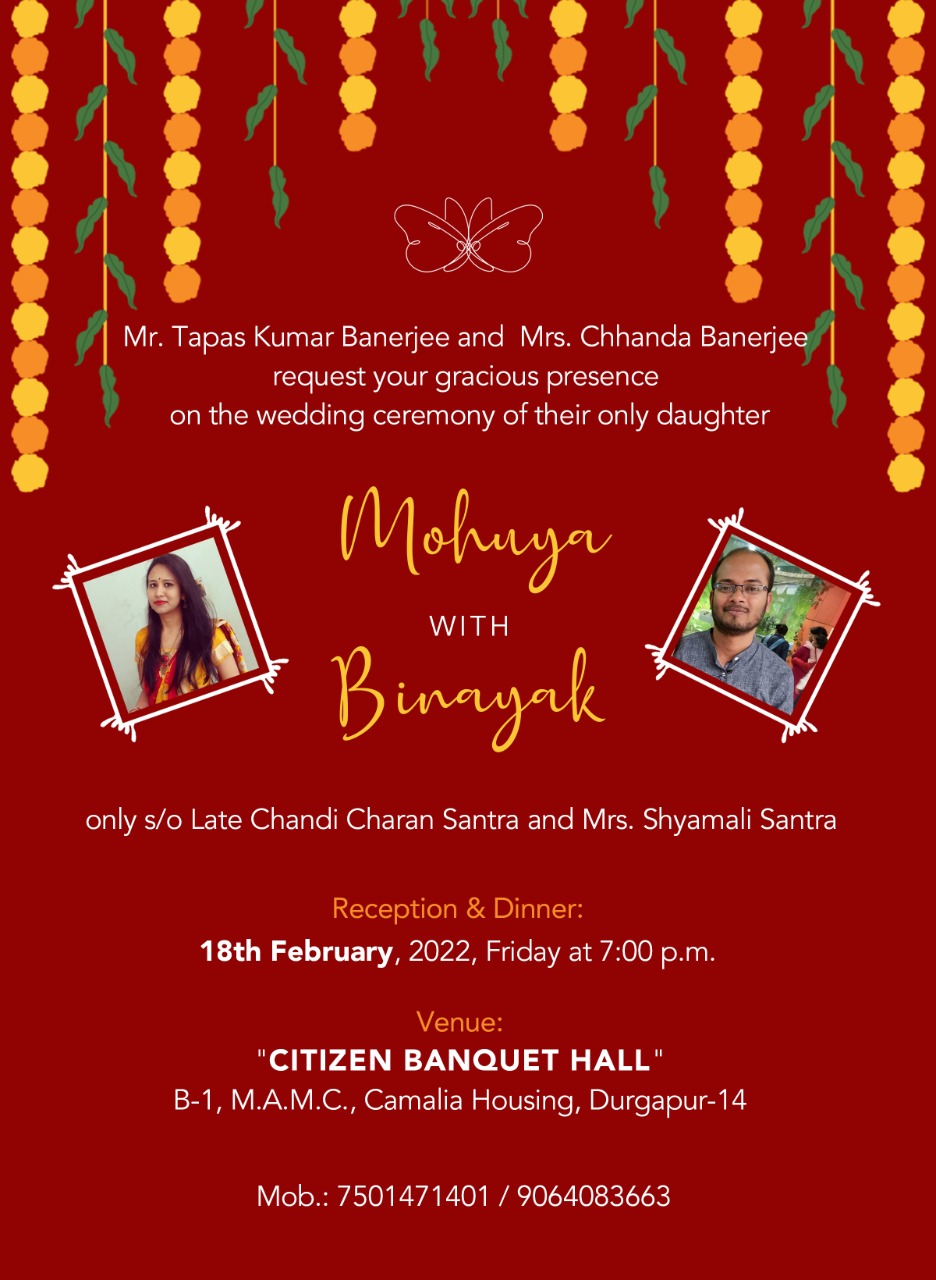 Mr. Tapas Kumar Banerjee and Mrs. Chhanda Banerjee
request your gracious presence
on the wedding ceremony of their only daughter
Mohuya
WITH
Binayak
only s/o Late Chandi Charan Santra and Mrs. Shyamali Santra
Reception & Dinner:
18th February, 2022, Friday at 7:00 p.m.
Venue:
"CITIZEN BANQUET HALL"
B-1, M.A.M.C., Camalia Housing, Durgapur-14
Mob.: 7501471401 / 9064083663